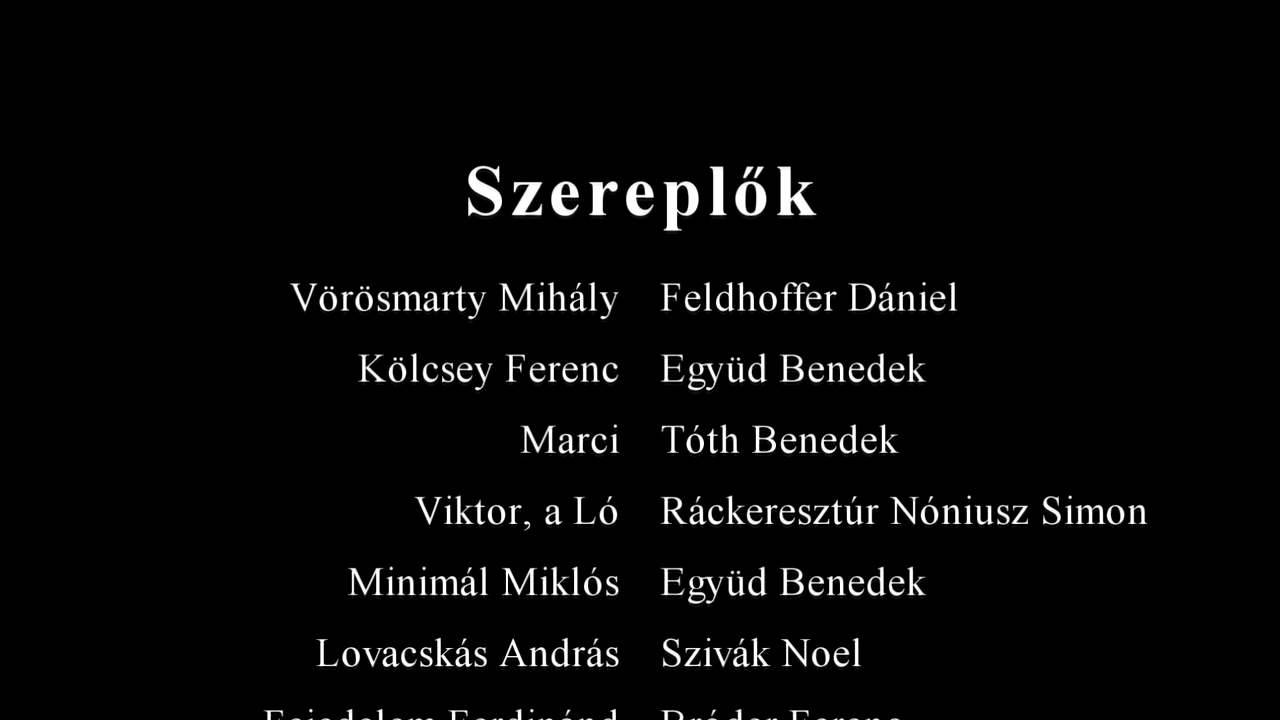 Szereplők
Vörösmarty Mihály Feldhoffer Dániel
Kölcsey Ferenc Együd Benedek
Marci Tóth Benedek
Viktor, a Ló Ráckeresztúr Nóniusz Simon
Minimál Miklós Együd Benedek
Lovacskás András Szivák Noel